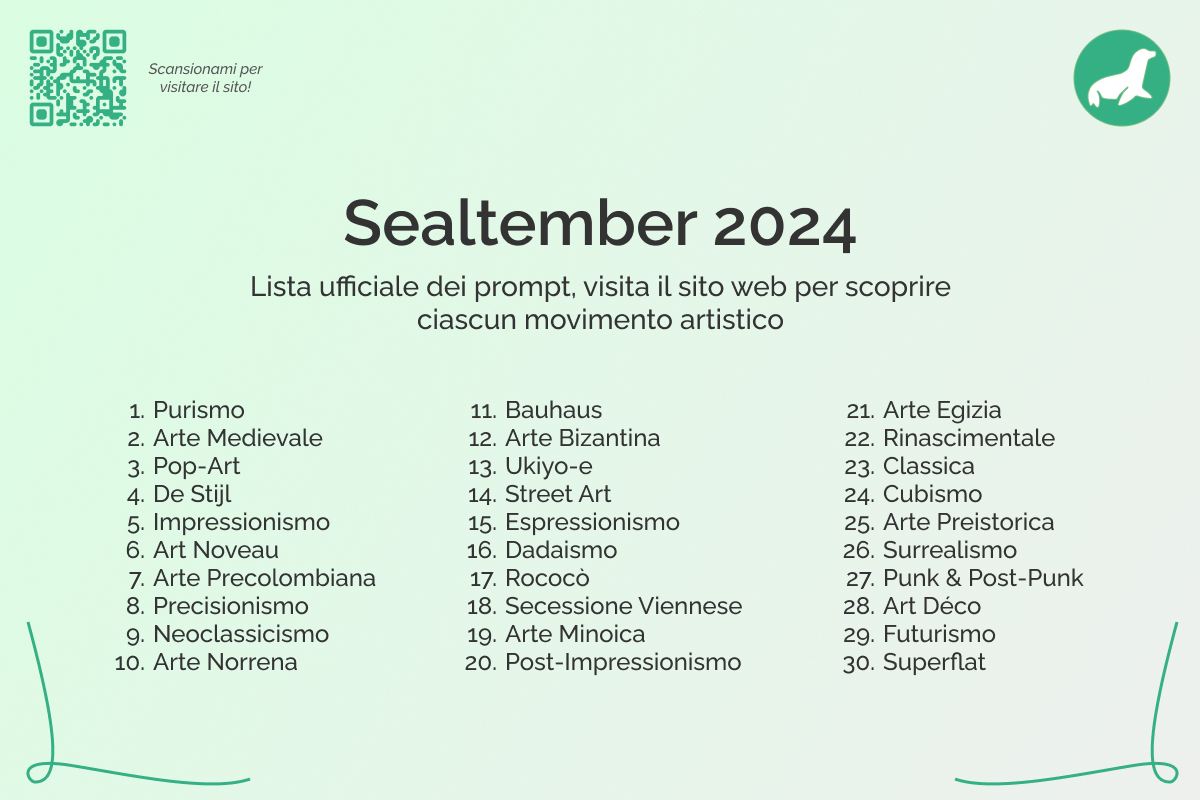 Scansionami per
visitare il sito!
Sealtember 2024
Lista ufficiale dei prompt, visita il sito web per scoprire
ciascun movimento artistico
1. Purismo
2. Arte Medievale
3. Pop-Art
4. De Stijl
5. Impressionismo
6. Art Noveau
7. Arte Precolombiana
8. Precisionismo
9. Neoclassicismo
10. Arte Norrena
11. Bauhaus
12. Arte Bizantina
13. Ukiyo-e
14. Street Art
15. Espressionismo
16. Dadaismo
17. Rococò
18. Secessione Viennese
19. Arte Minoica
20. Post-Impressionismo
21. Arte Egizia
22. Rinascimentale
23. Classica
24. Cubismo
25. Arte Preistorica
26. Surrealismo
27. Punk & Post-Punk
28. Art Déco
29. Futurismo
30. Superflat